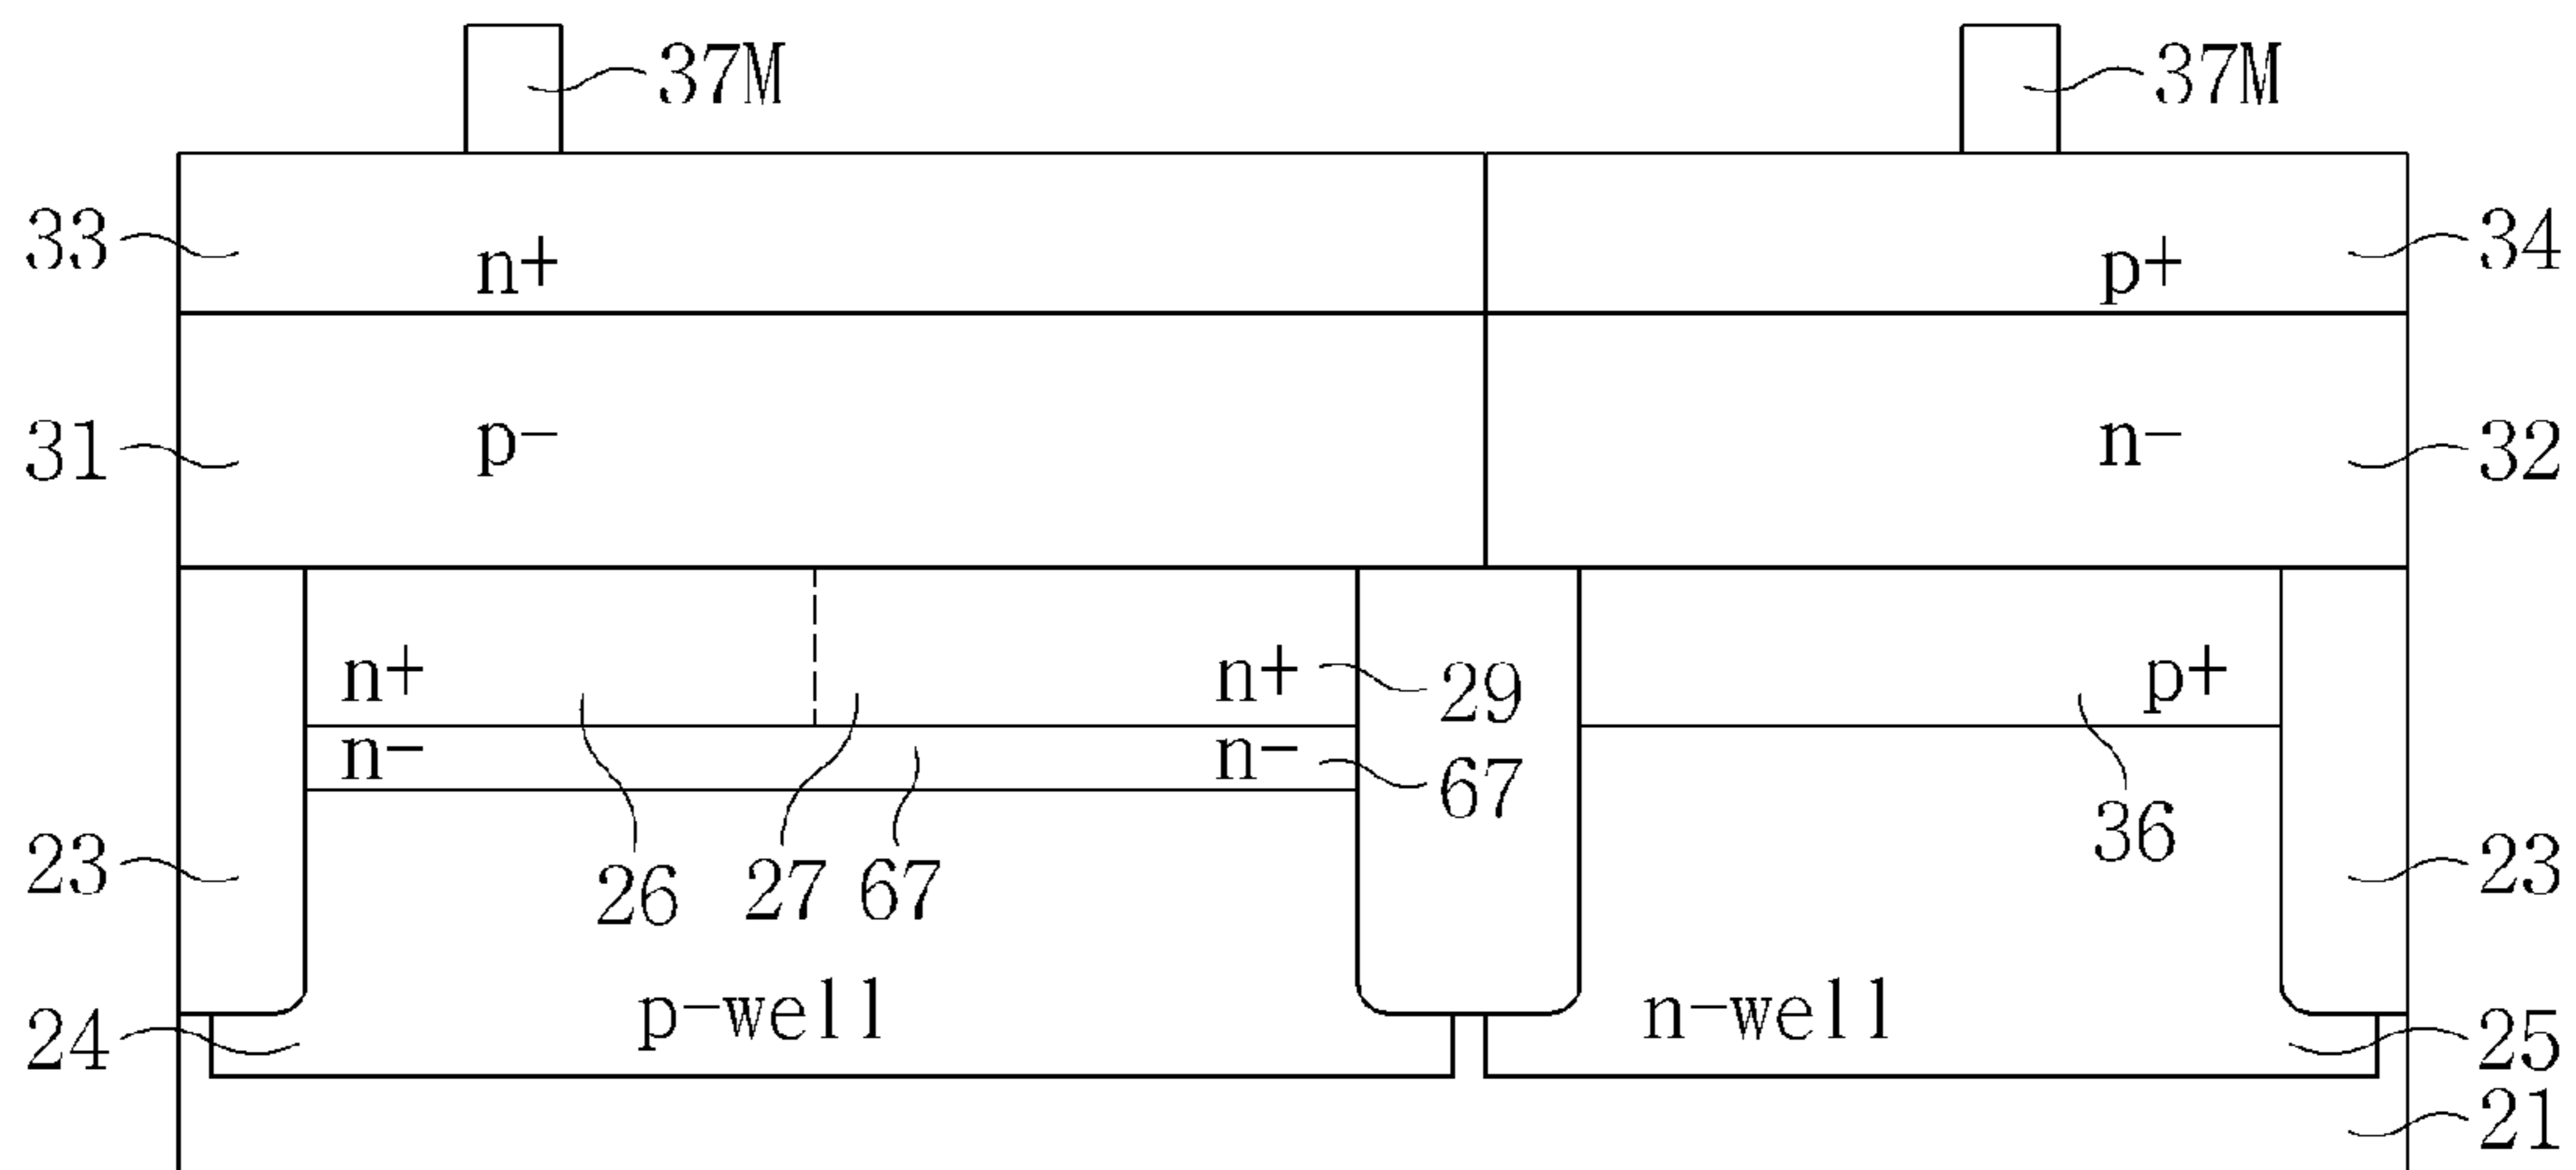 37M 37M
33 n+ p+ 34
31 p- n- 32
n+ n+ 29 p+
n- n- 67
26 27 67 36
23 23
p-well n-well
24 25
21